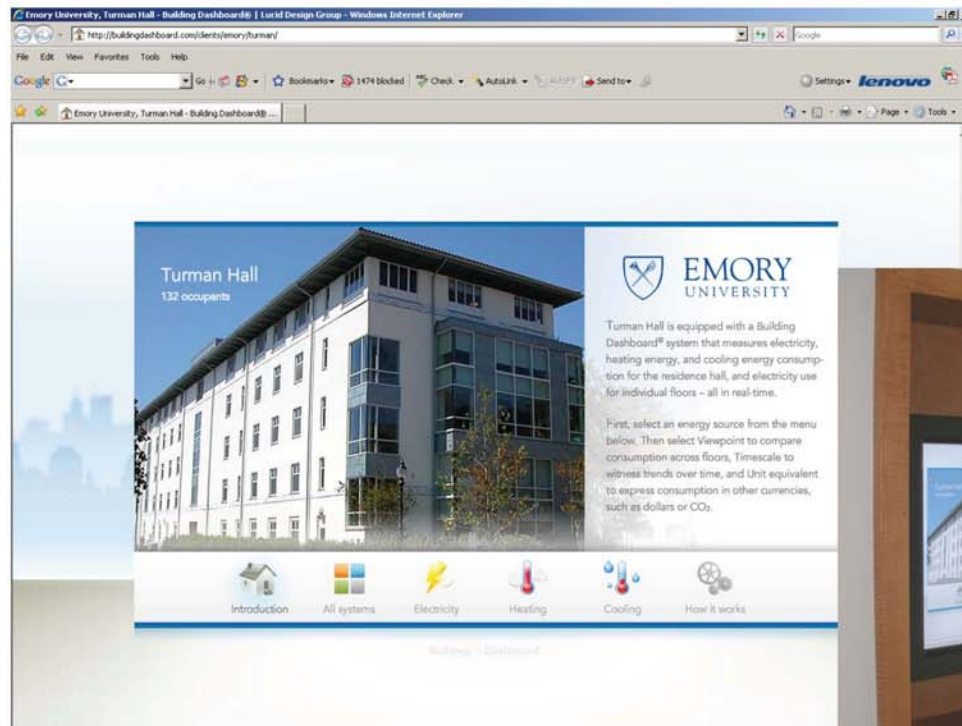 Emory University, Turman Hall - Building Dashboard® | Lucid Design Group - Windows Internet Explorer
http://buildingdashboard.com/clients/emory/turman/
Google
File Edit View Favorites Tools Help
Google G Go Bookmarks 1474 blocked Check AutoLink AutoFill Send to Settings lenovo
Emory University, Turman Hall - Building Dashboard® ...
Page Tools
Turman Hall
132 occupants
EMORY
UNIVERSITY
Turman Hall is equipped with a Building
Dashboard® system that measures electricity,
heating energy, and cooling energy consump-
tion for the residence hall, and electricity use
for individual floors – all in real-time.
First, select an energy source from the menu
below. Then select Viewpoint to compare
consumption across floors, Timescale to
witness trends over time, and Unit equivalent
to express consumption in other currencies,
such as dollars or CO₂.
Introduction All systems Electricity Heating Cooling How it works
Building Dashboard